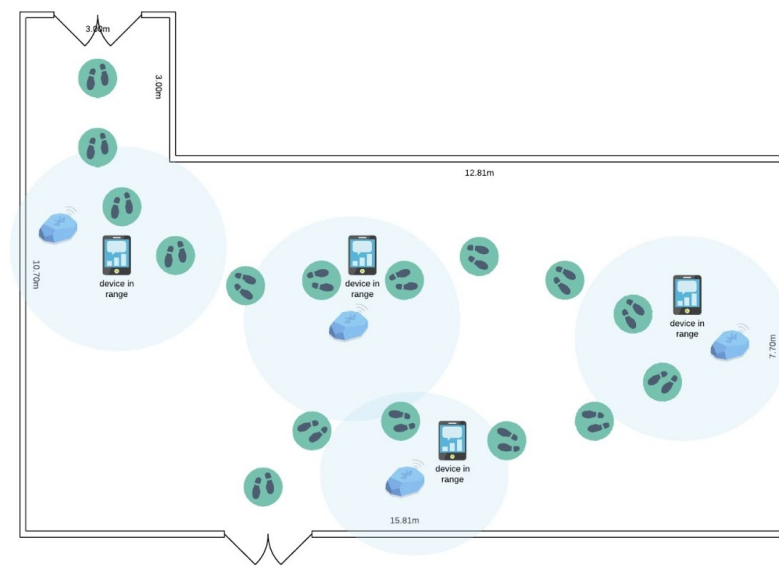 3.00m
3.00m
12.81m
10.70m
device in
range
device in
range
device in
range
7.70m
device in
range
15.81m